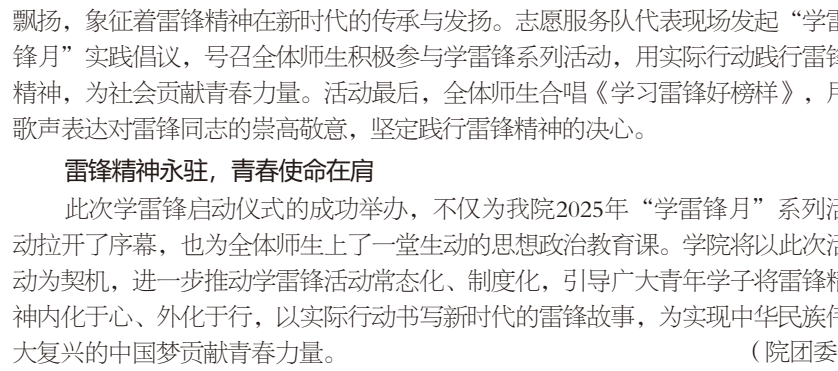 飘扬，象征着雷锋精神在新时代的传承与发扬。志愿服务队代表现场发起“学雷
锋月”实践倡议，号召全体师生积极参与学雷锋系列活动，用实际行动践行雷锋
精神，为社会贡献青春力量。活动最后，全体师生合唱《学习雷锋好榜样》，用
歌声表达对雷锋同志的崇高敬意，坚定践行雷锋精神的决心。
雷锋精神永驻，青春使命在肩
此次学雷锋启动仪式的成功举办，不仅为我院2025年“学雷锋月”系列活
动拉开了序幕，也为全体师生上了一堂生动的思想政治教育课。学院将以此次活
动为契机，进一步推动学雷锋活动常态化、制度化，引导广大青年学子将雷锋精
神内化于心、外化于行，以实际行动书写新时代的雷锋故事，为实现中华民族伟
大复兴的中国梦贡献青春力量。（院团委